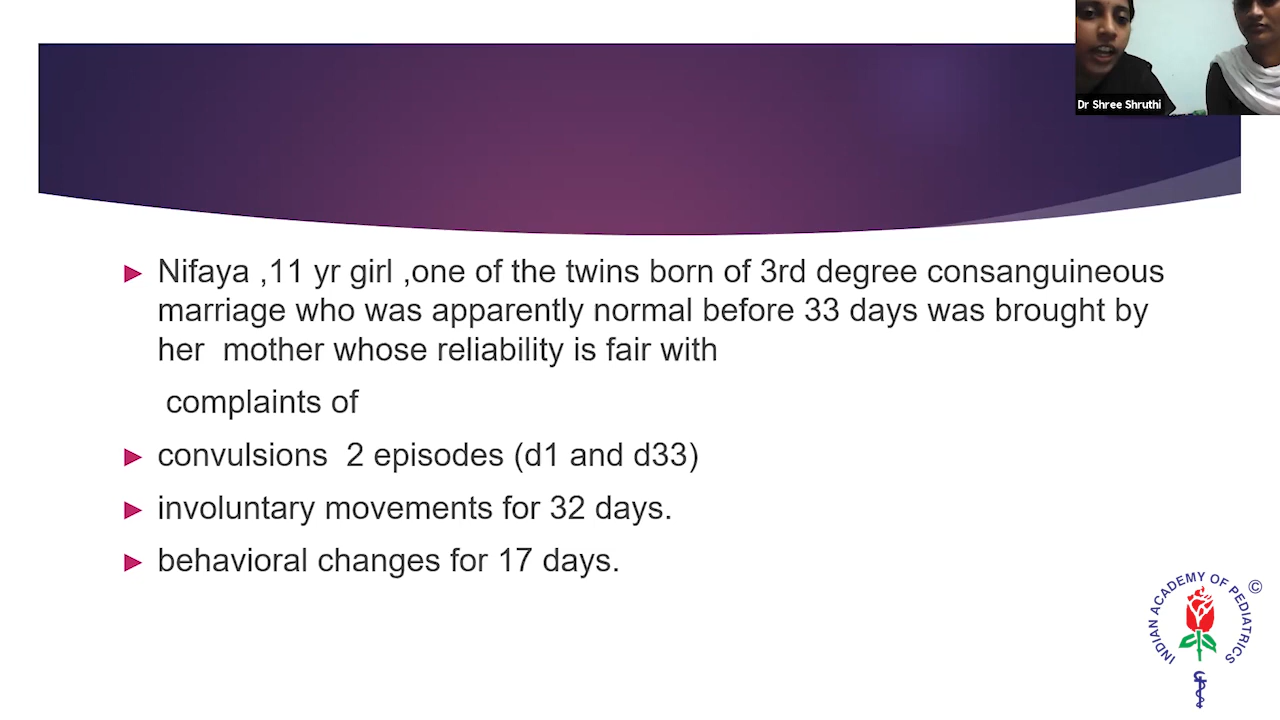 Dr Shree Shruthi
Nifaya ,11 yr girl ,one of the twins born of 3rd degree consanguineous
marriage who was apparently normal before 33 days was brought by
her  mother whose reliability is fair with
complaints of
convulsions  2 episodes (d1 and d33)
involuntary movements for 32 days.
behavioral changes for 17 days.
INDIAN ACADEMY OF PEDIATRICS
©